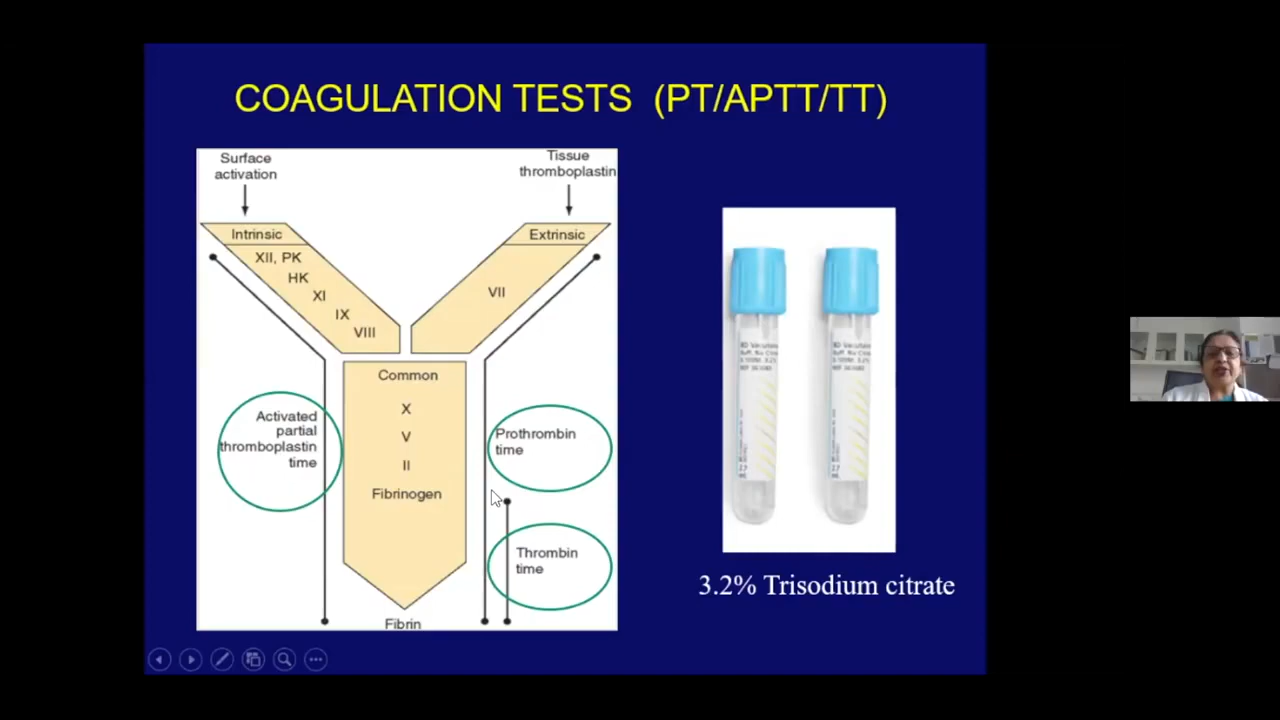 COAGULATION TESTS (PT/APTT/TT)
Surface
activation
Tissue
thromboplastin
Intrinsic
Extrinsic
XII, PK
HK
XI
IX
VIII
VII
Common
X
V
II
Fibrinogen
Activated
partial
thromboplastin
time
Prothrombin
time
Thrombin
time
Fibrin
3.2% Trisodium citrate